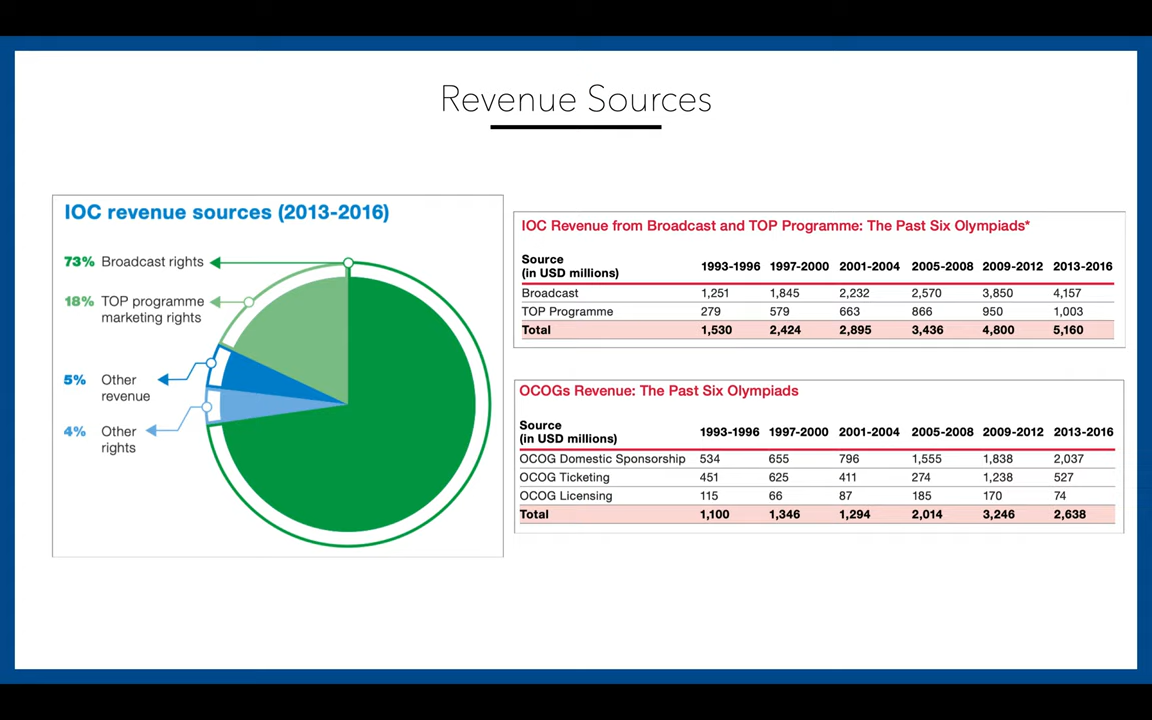 Revenue Sources
IOC revenue sources (2013-2016)
73% Broadcast rights
18% TOP programme
marketing rights
5% Other
revenue
4% Other
rights
IOC Revenue from Broadcast and TOP Programme: The Past Six Olympiads*
Source
(in USD millions) 1993-1996 1997-2000 2001-2004 2005-2008 2009-2012 2013-2016
Broadcast 1,251 1,845 2,232 2,570 3,850 4,157
TOP Programme 279 579 663 866 950 1,003
Total 1,530 2,424 2,895 3,436 4,800 5,160
OCOGs Revenue: The Past Six Olympiads
Source
(in USD millions) 1993-1996 1997-2000 2001-2004 2005-2008 2009-2012 2013-2016
OCOG Domestic Sponsorship 534 655 796 1,555 1,838 2,037
OCOG Ticketing 451 625 411 274 1,238 527
OCOG Licensing 115 66 87 185 170 74
Total 1,100 1,346 1,294 2,014 3,246 2,638